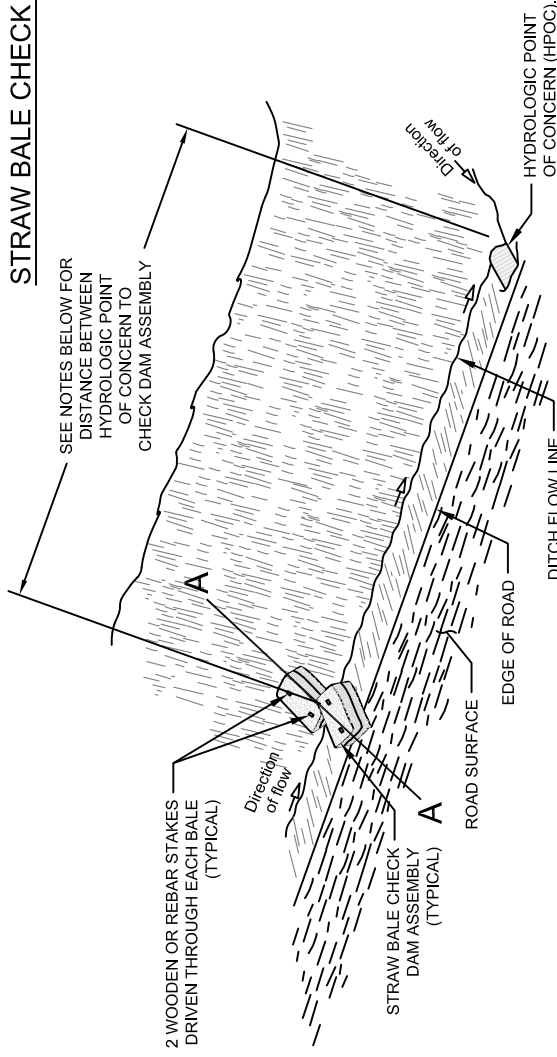 STRAW BALE CHECK
SEE NOTES BELOW FOR
DISTANCE BETWEEN
HYDROLOGIC POINT
OF CONCERN TO
CHECK DAM ASSEMBLY
2 WOODEN OR REBAR STAKES
DRIVEN THROUGH EACH BALE
(TYPICAL)
A
Direction
of flow
Direction
of flow
HYDROLOGIC POINT
OF CONCERN (HPOC).
A
STRAW BALE CHECK
DAM ASSEMBLY
(TYPICAL)
ROAD SURFACE
EDGE OF ROAD
DITCH FLOW LINE